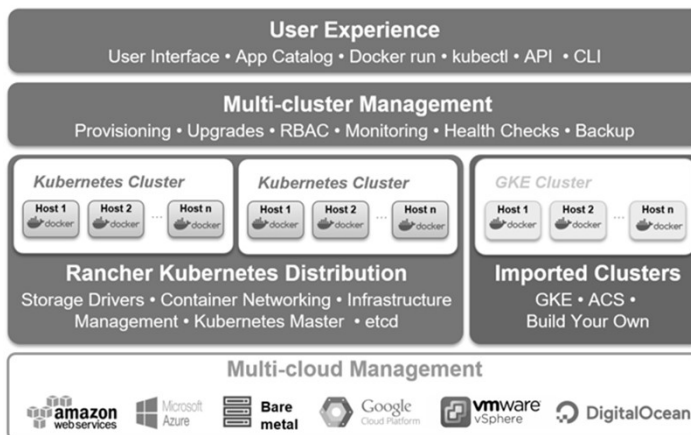 User Experience
User Interface • App Catalog • Docker run • kubectl • API • CLI
Multi-cluster Management
Provisioning • Upgrades • RBAC • Monitoring • Health Checks • Backup
Kubernetes Cluster
Host 1 Host 2 ... Host n
docker docker docker
Kubernetes Cluster
Host 1 Host 2 ... Host n
docker docker docker
Rancher Kubernetes Distribution
Storage Drivers • Container Networking • Infrastructure
Management • Kubernetes Master • etcd
GKE Cluster
Host 1 Host 2 ... Host n
docker docker docker
Imported Clusters
GKE • ACS •
Build Your Own
Multi-cloud Management
amazon
webservices
Microsoft
Azure
Bare
metal
Google
Cloud Platform
vmware
vSphere
DigitalOcean